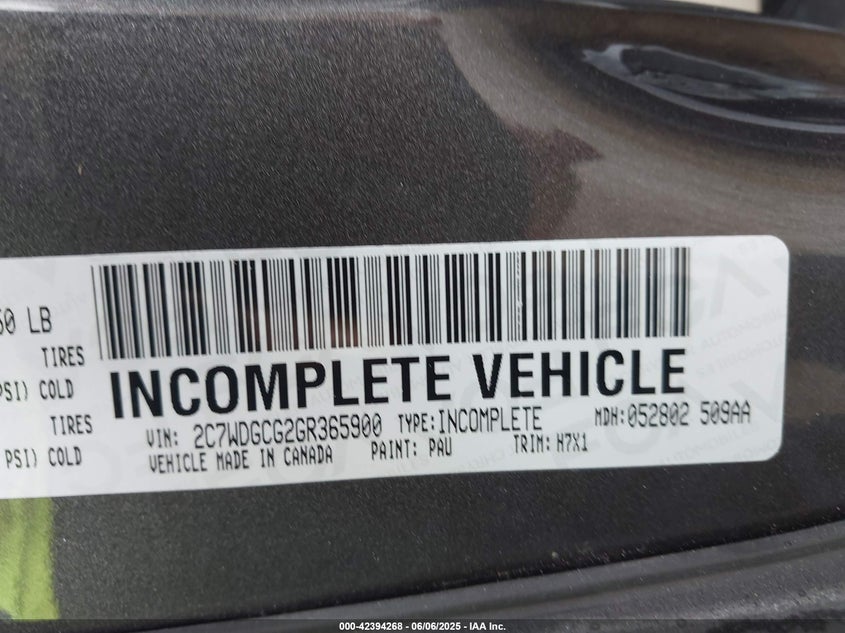 50 LB
TIRES
PSI) COLD
TIRES
PSI) COLD
INCOMPLETE VEHICLE
VIN: 2C7WDGCG2GR365900 TYPE:INCOMPLETE MDH:052802 509AA
VEHICLE MADE IN CANADA PAINT: PAU TRIM: H7X1
000-42394268 - 06/06/2025 - IAA Inc.